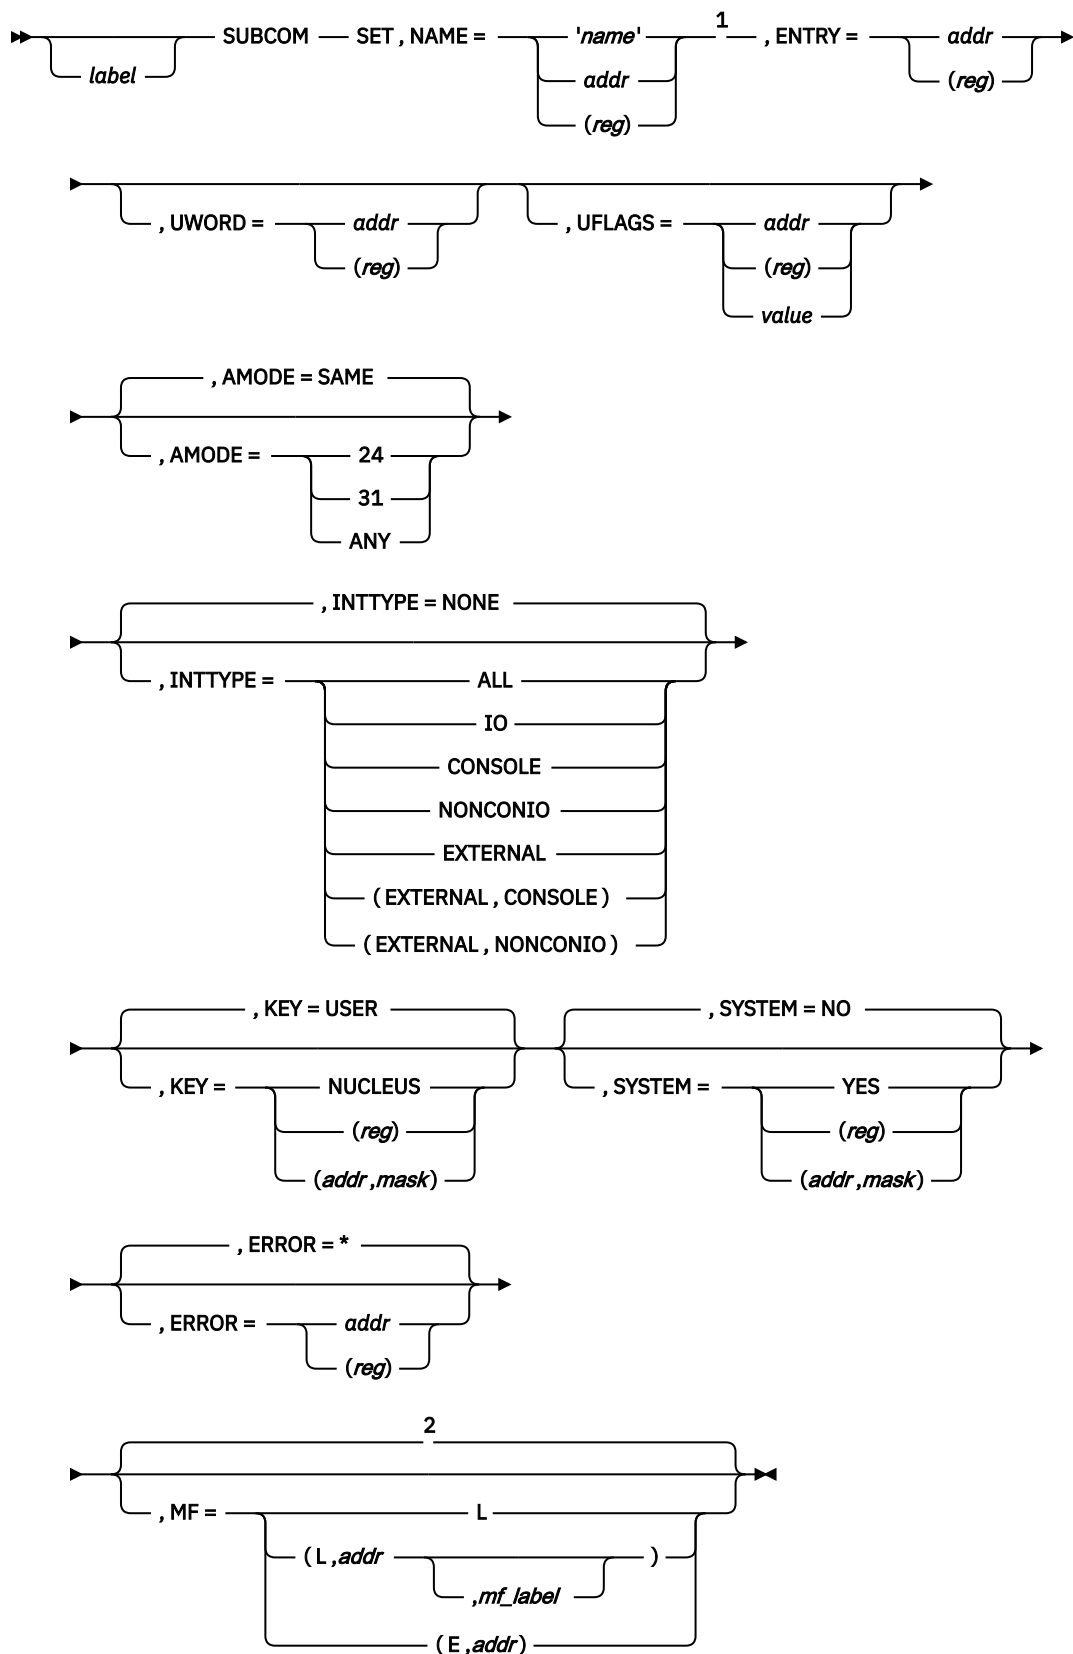 1
SUBCOM SET , NAME = 'name' , ENTRY = addr
label addr (reg)
(reg)
, UWORD = addr , UFLAGS = addr
(reg) (reg)
value
, AMODE = SAME
, AMODE = 24
31
ANY
, INTTYPE = NONE
, INTTYPE = ALL
IO
CONSOLE
NONCONIO
EXTERNAL
( EXTERNAL , CONSOLE )
( EXTERNAL , NONCONIO )
, KEY = USER , SYSTEM = NO
, KEY = NUCLEUS , SYSTEM = YES
(reg) (reg)
(addr ,mask) (addr ,mask)
, ERROR = *
, ERROR = addr
(reg)
2
, MF = L
( L ,addr )
,mf_label
( E ,addr)